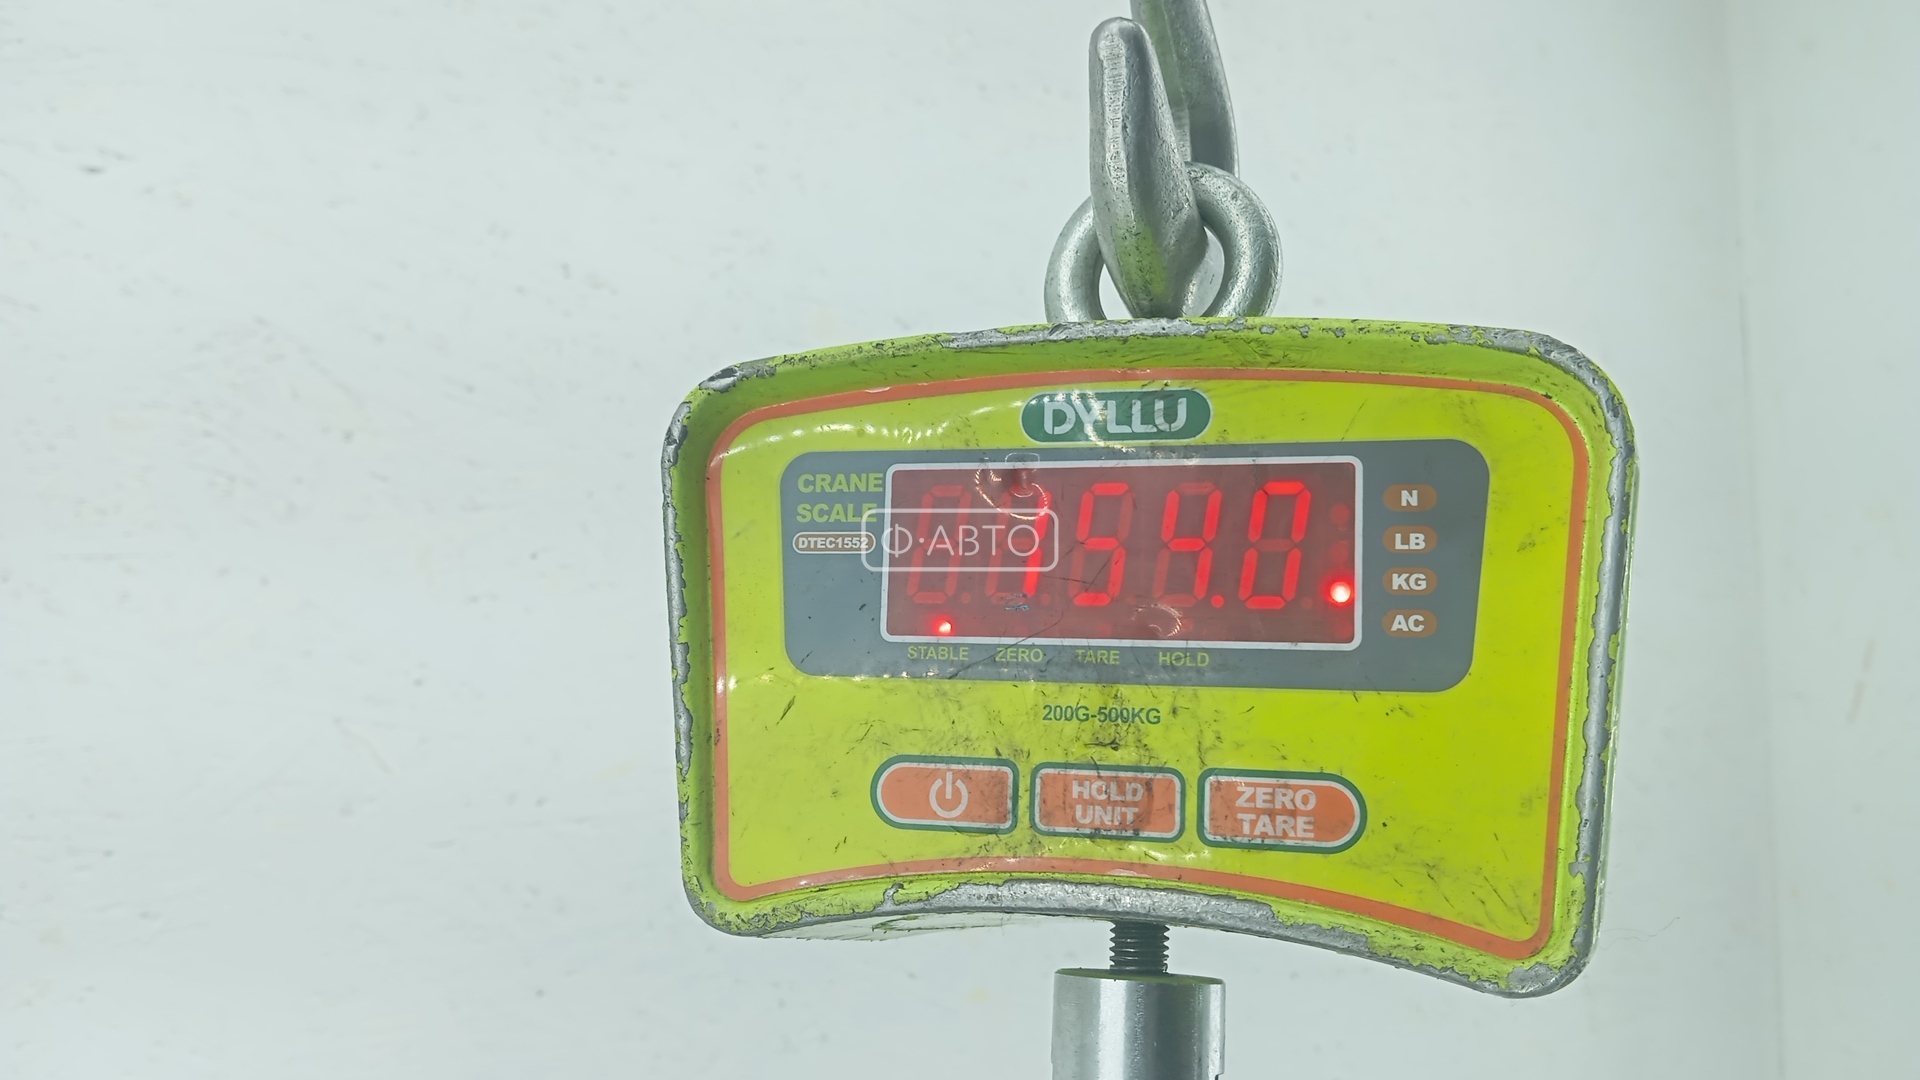 DYLLU
CRANE
SCALE
DTEC1552
Ф·АВТО
154.0
N
LB
KG
AC
STABLE ZERO TARE HOLD
200G-500KG
HOLD
UNIT
ZERO
TARE